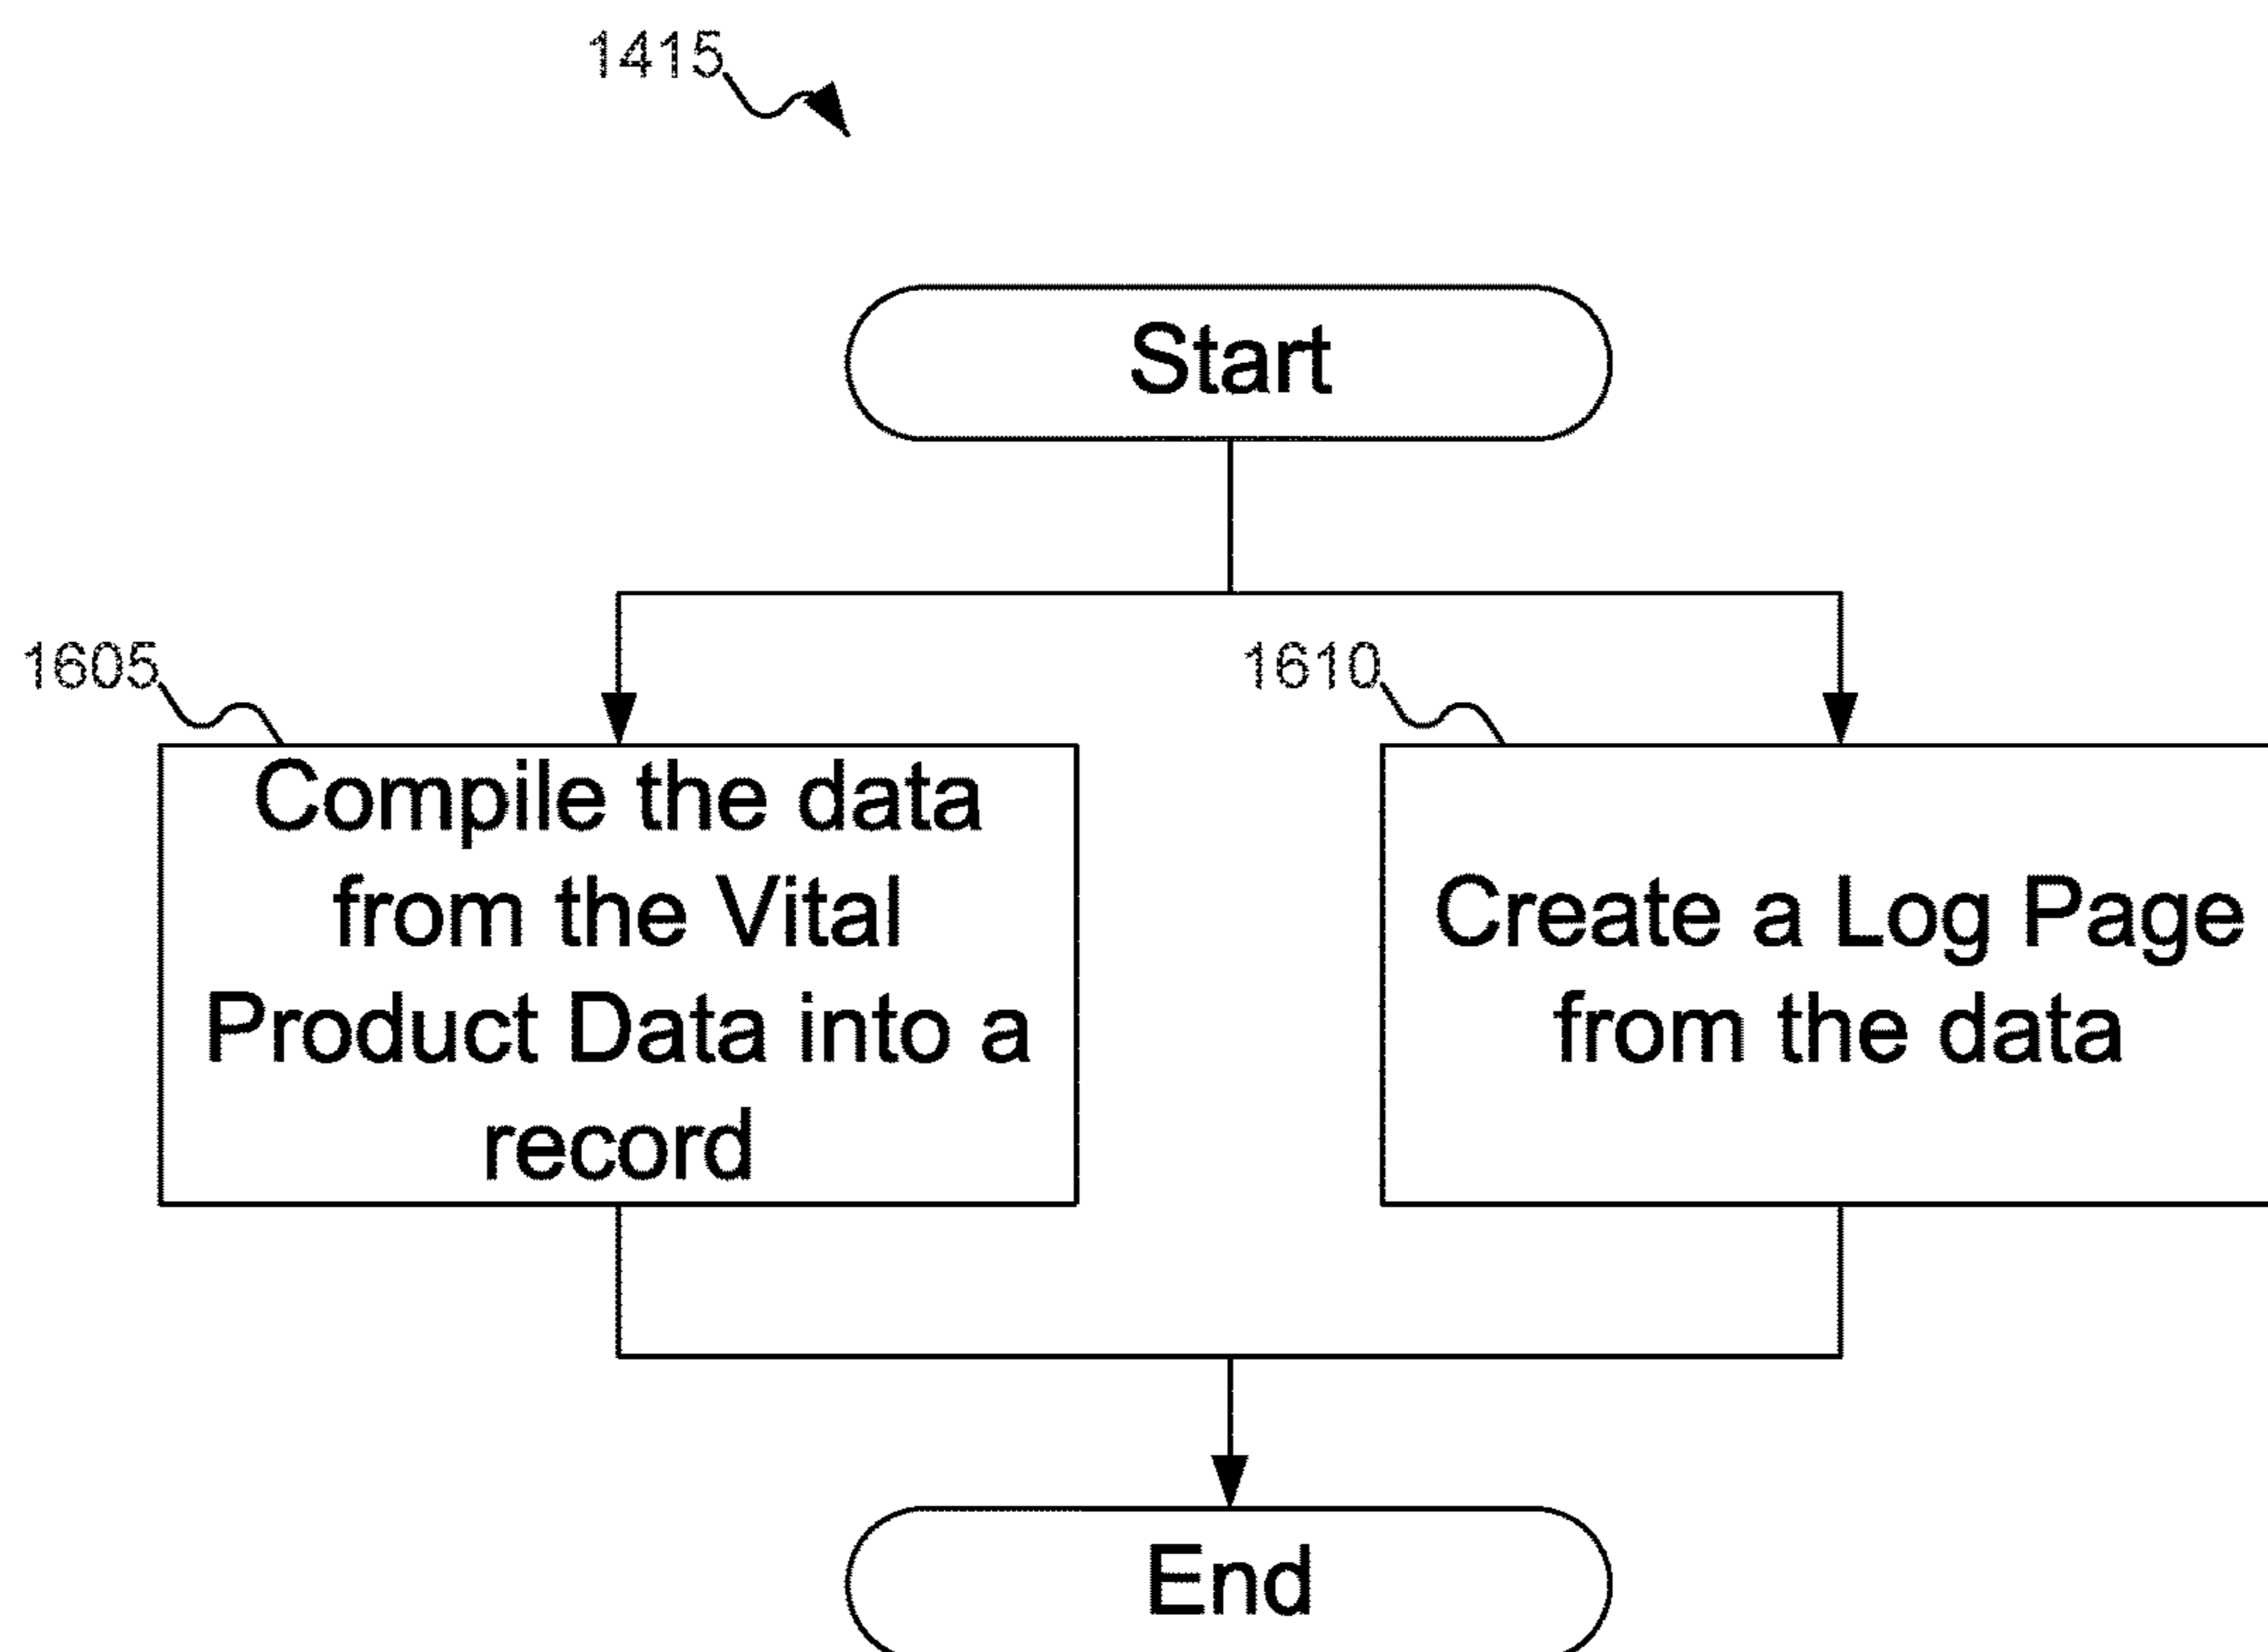 1415
Start
1605
1610
Compile the data
from the Vital
Product Data into a
record
Create a Log Page
from the data
End